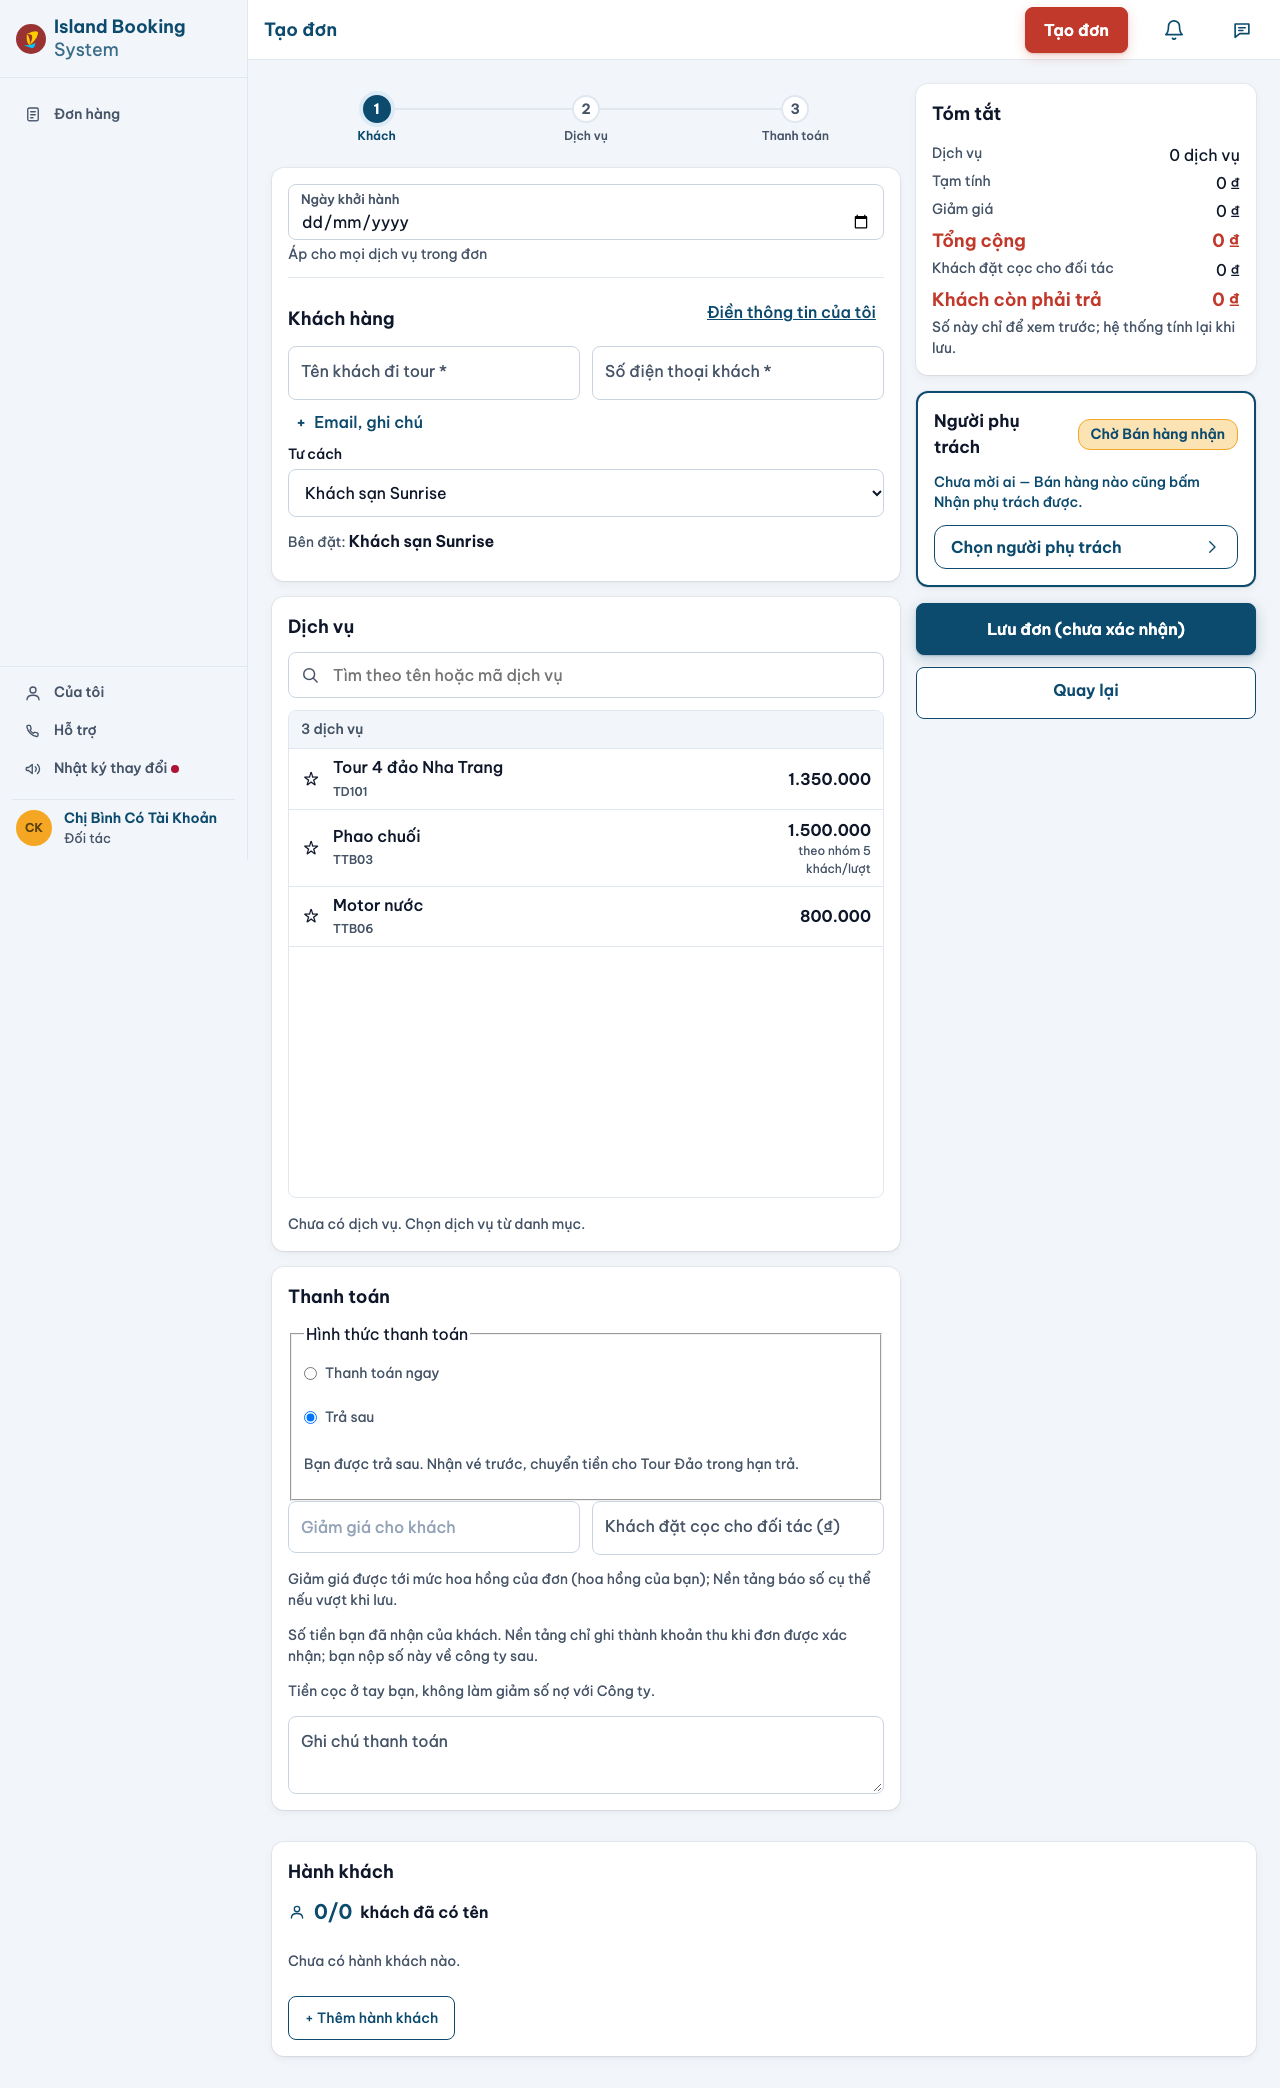 Island Booking
System
Đơn hàng
Của tôi
Hỗ trợ
Nhật ký thay đổi
CK
Chị Bình Có Tài Khoản
Đối tác
Tạo đơn
Tạo đơn
1
Khách
2
Dịch vụ
3
Thanh toán
Ngày khởi hành
dd/mm/yyyy
Áp cho mọi dịch vụ trong đơn
Khách hàng
Điền thông tin của tôi
Tên khách đi tour *
Số điện thoại khách *
+ Email, ghi chú
Tư cách
Khách sạn Sunrise
Bên đặt: Khách sạn Sunrise
Dịch vụ
Tìm theo tên hoặc mã dịch vụ
3 dịch vụ
Tour 4 đảo Nha Trang
TD101
1.350.000
Phao chuối
TTB03
1.500.000
theo nhóm 5
khách/lượt
Motor nước
TTB06
800.000
Chưa có dịch vụ. Chọn dịch vụ từ danh mục.
Thanh toán
Hình thức thanh toán
Thanh toán ngay
Trả sau
Bạn được trả sau. Nhận vé trước, chuyển tiền cho Tour Đảo trong hạn trả.
Giảm giá cho khách
Khách đặt cọc cho đối tác (₫)
Giảm giá được tới mức hoa hồng của đơn (hoa hồng của bạn); Nền tảng báo số cụ thể
nếu vượt khi lưu.
Số tiền bạn đã nhận của khách. Nền tảng chỉ ghi thành khoản thu khi đơn được xác
nhận; bạn nộp số này về công ty sau.
Tiền cọc ở tay bạn, không làm giảm số nợ với Công ty.
Ghi chú thanh toán
Hành khách
0/0 khách đã có tên
Chưa có hành khách nào.
+ Thêm hành khách
Tóm tắt
Dịch vụ
0 dịch vụ
Tạm tính
0 ₫
Giảm giá
0 ₫
Tổng cộng
0 ₫
Khách đặt cọc cho đối tác
0 ₫
Khách còn phải trả
0 ₫
Số này chỉ để xem trước; hệ thống tính lại khi
lưu.
Người phụ
trách
Chờ Bán hàng nhận
Chưa mời ai — Bán hàng nào cũng bấm
Nhận phụ trách được.
Chọn người phụ trách
Lưu đơn (chưa xác nhận)
Quay lại